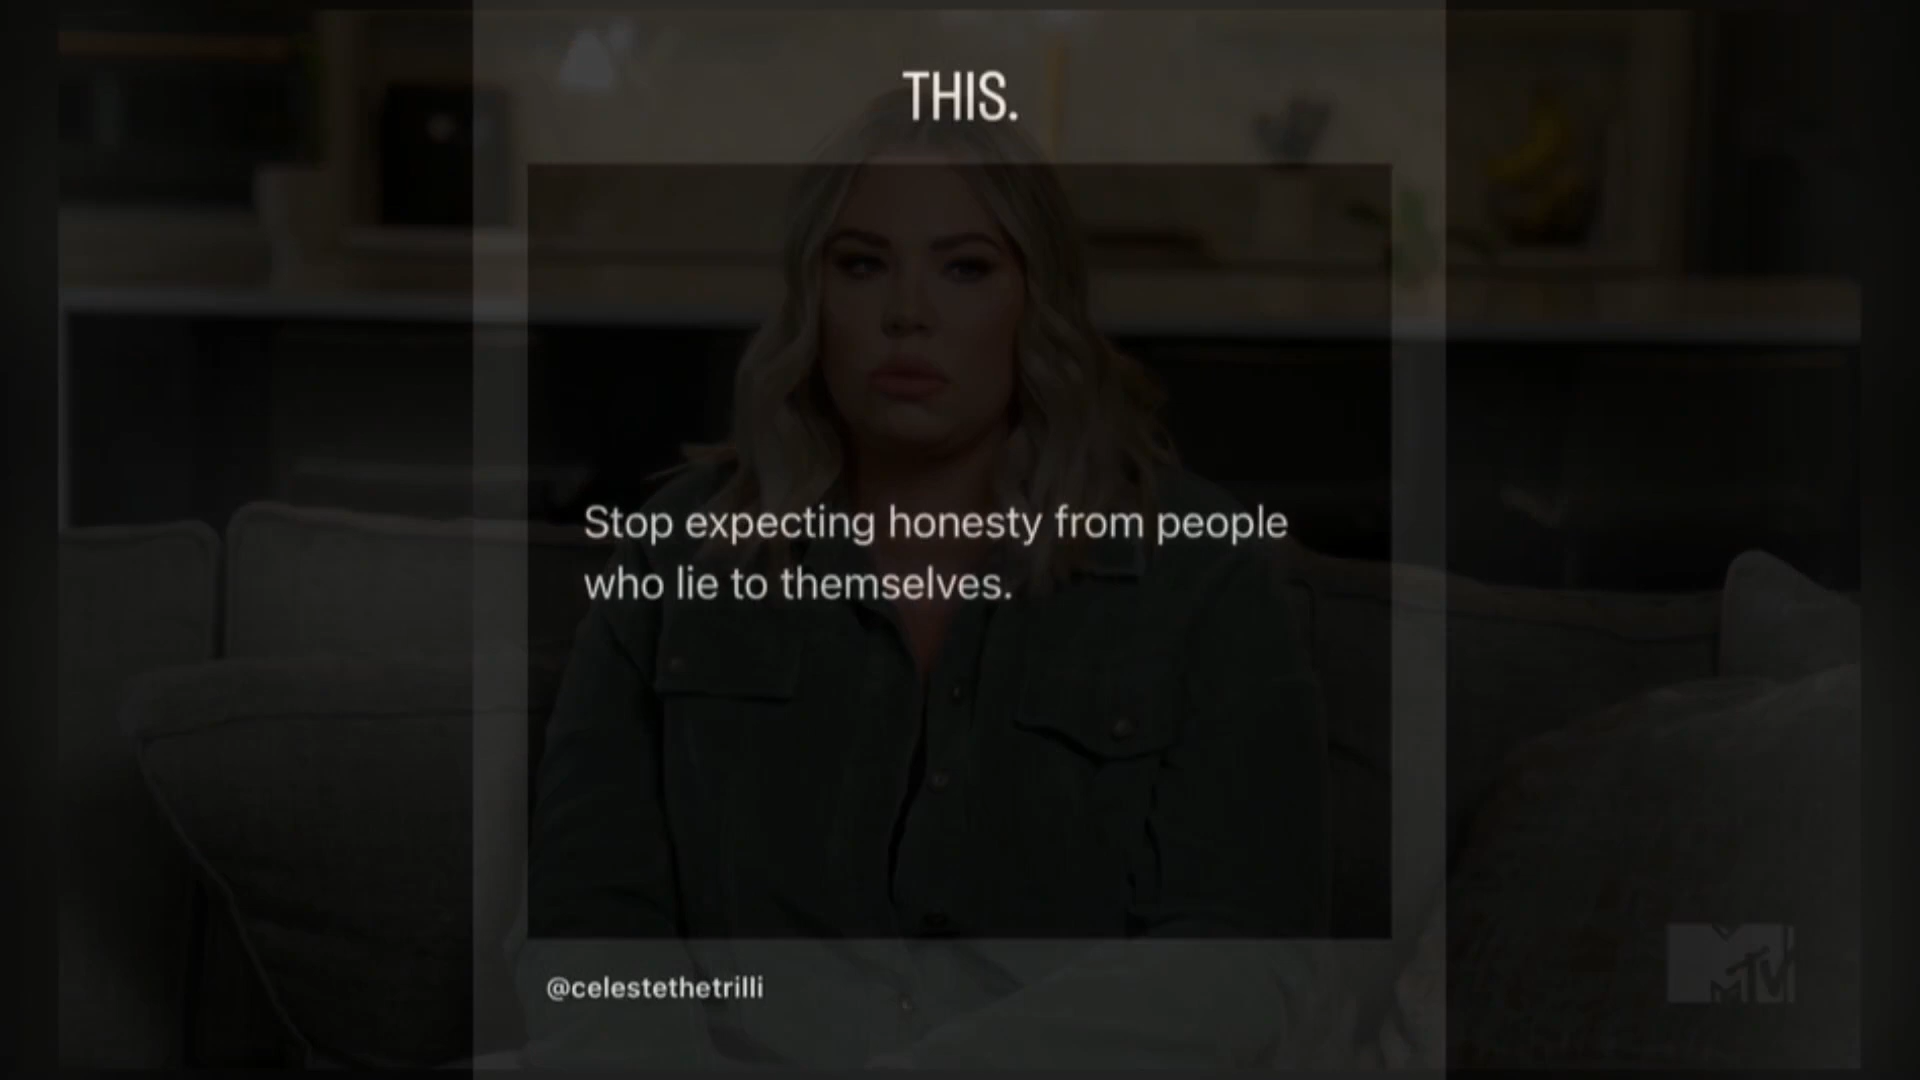 THIS.
Stop expecting honesty from people
who lie to themselves.
@celestethetrilli
MTV